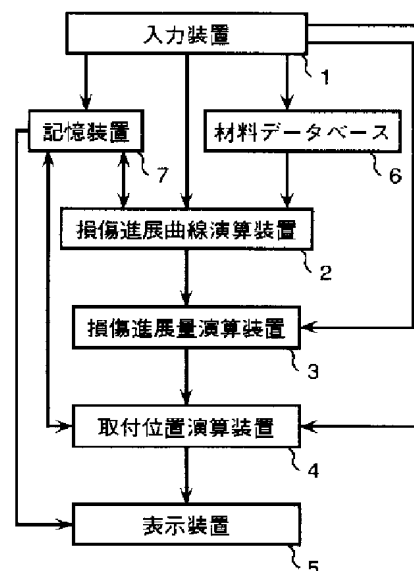 入力装置
1
記憶装置
7
材料データベース
6
損傷進展曲線演算装置
2
損傷進展量演算装置
3
取付位置演算装置
4
表示装置
5